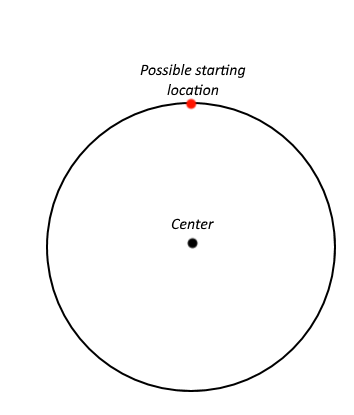 Possible starting
location
Center